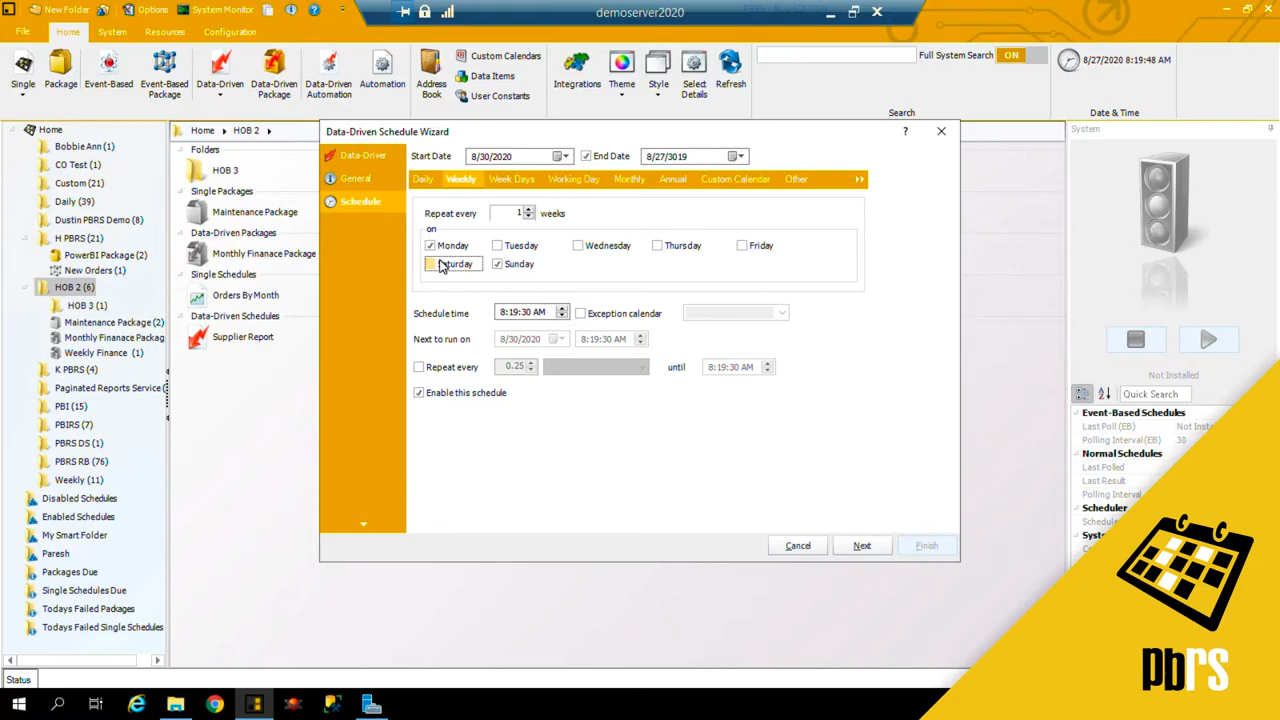 New Folder
Options
System Monitor
demoserver2020
File
Home
System
Resources
Configuration
Single
Package
Event-Based
Event-Based Package
Data-Driven
Data-Driven Package
Data-Driven Automation
Automation
Address Book
Custom Calendars
Data Items
User Constants
Integrations
Theme
Style
Select Details
Refresh
Full System Search ON
Search
8/27/2020 8:19:48 AM
Date & Time
Home
Bobbie Ann (1)
CO Test (1)
Custom (21)
Daily (39)
Dustin PBRS Demo (8)
H PBRS (21)
PowerBI Package (2)
New Orders (1)
HOB 2 (6)
HOB 3 (1)
Maintenance Package (2)
Monthly Finanace Packag
Weekly Finance (1)
K PBRS (4)
Paginated Reports Service
PBI (15)
PBIRS (7)
PBRS DS (1)
PBRS RB (76)
Weekly (11)
Disabled Schedules
Enabled Schedules
My Smart Folder
Paresh
Packages Due
Single Schedules Due
Todays Failed Packages
Todays Failed Single Schedules
Status
Home HOB 2
Folders
HOB 3
Single Packages
Maintenance Package
Data-Driven Packages
Monthly Finanace Package
Single Schedules
Orders By Month
Data-Driven Schedules
Supplier Report
Data-Driven Schedule Wizard ?
Data-Driver
General
Schedule
Start Date 8/30/2020 End Date 8/27/3019
Daily Weekly Week Days Working Day Monthly Annual Custom Calendar Other
Repeat every 1 weeks
on
Monday Tuesday Wednesday Thursday Friday
Sunday
Schedule time 8:19:30 AM Exception calendar
Next to run on 8/30/2020 8:19:30 AM
Repeat every 0.25 until 8:19:30 AM
Enable this schedule
Cancel Next Finish
System
Not Installed
Quick Search
Event-Based Schedules
Last Poll (EB) Not Inst
Polling Interval (EB) 30
Normal Schedules
Last Polled
Last Result
Polling Interval
Scheduler
pbrs